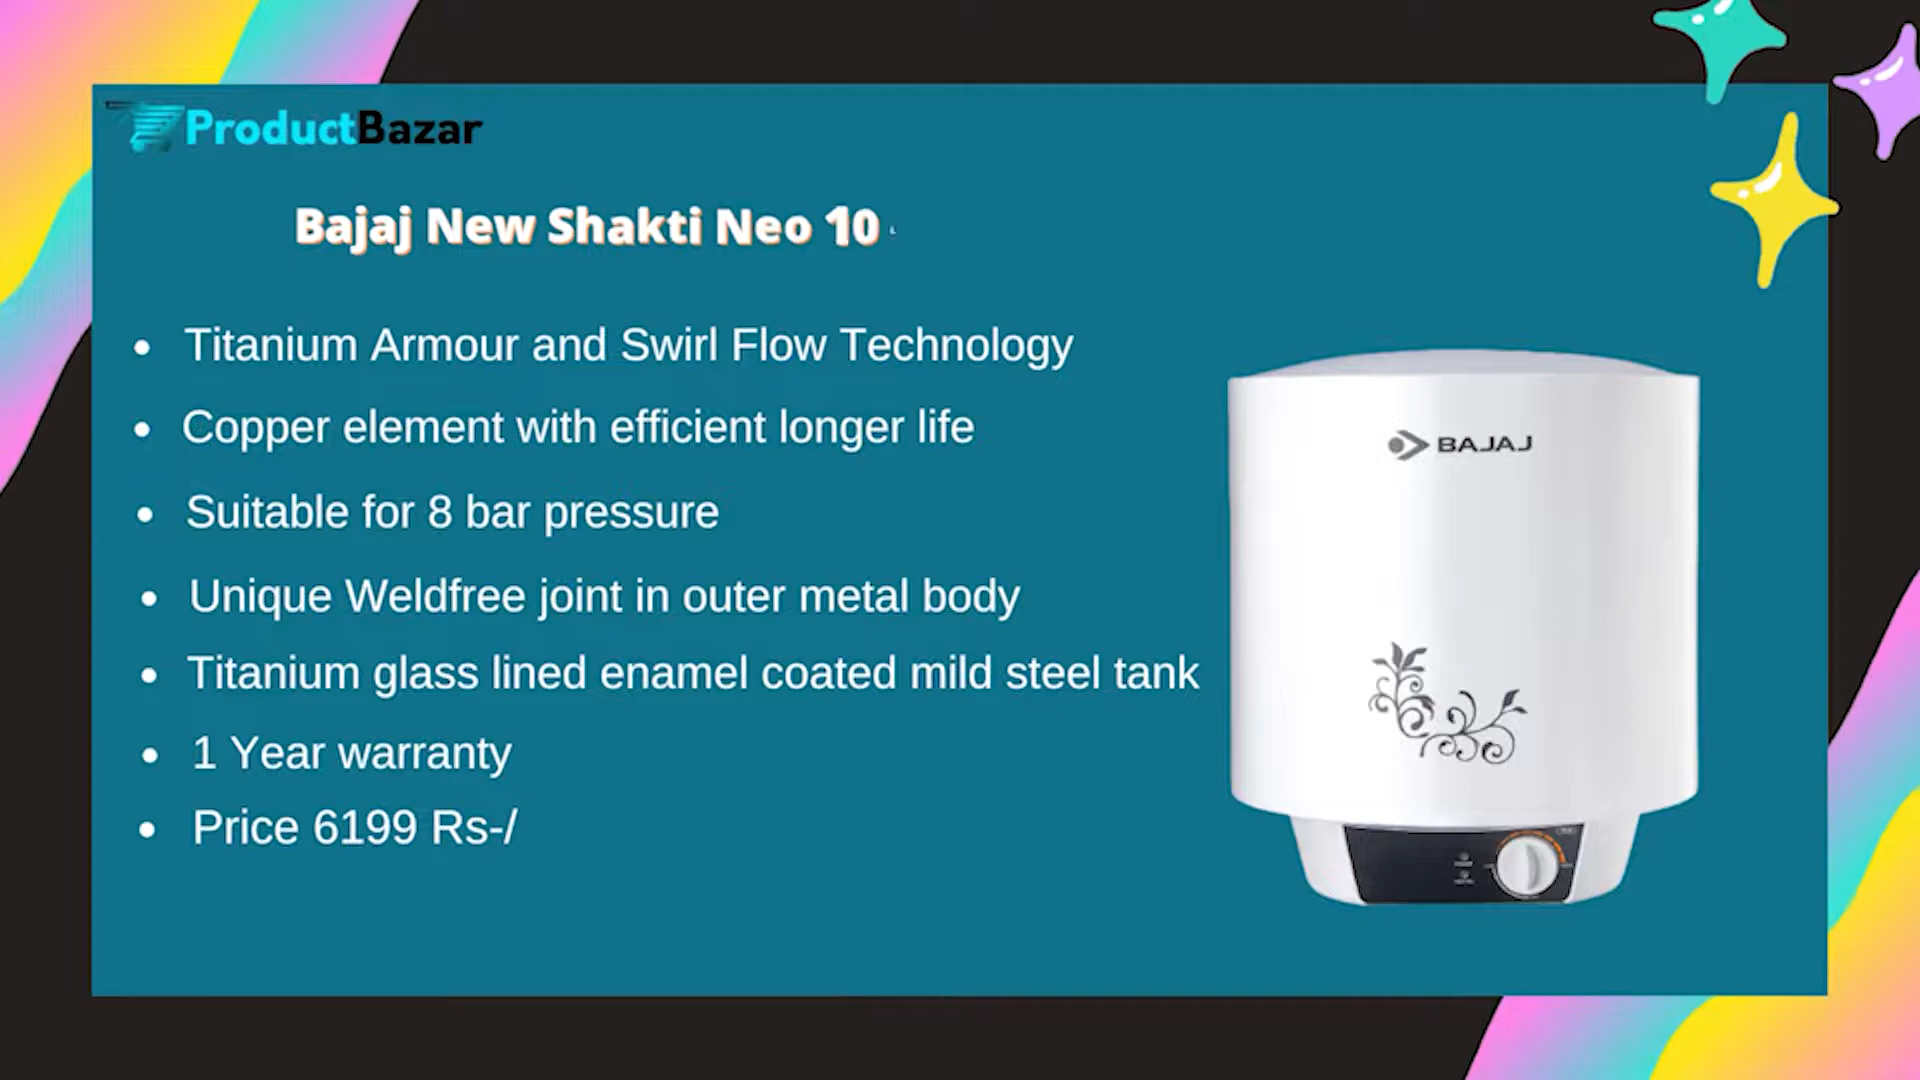 ProductBazar
Bajaj New Shakti Neo 10 L
• Titanium Armour and Swirl Flow Technology
• Copper element with efficient longer life
• Suitable for 8 bar pressure
• Unique Weldfree joint in outer metal body
• Titanium glass lined enamel coated mild steel tank
• 1 Year warranty
• Price 6199 Rs-/
BAJAJ